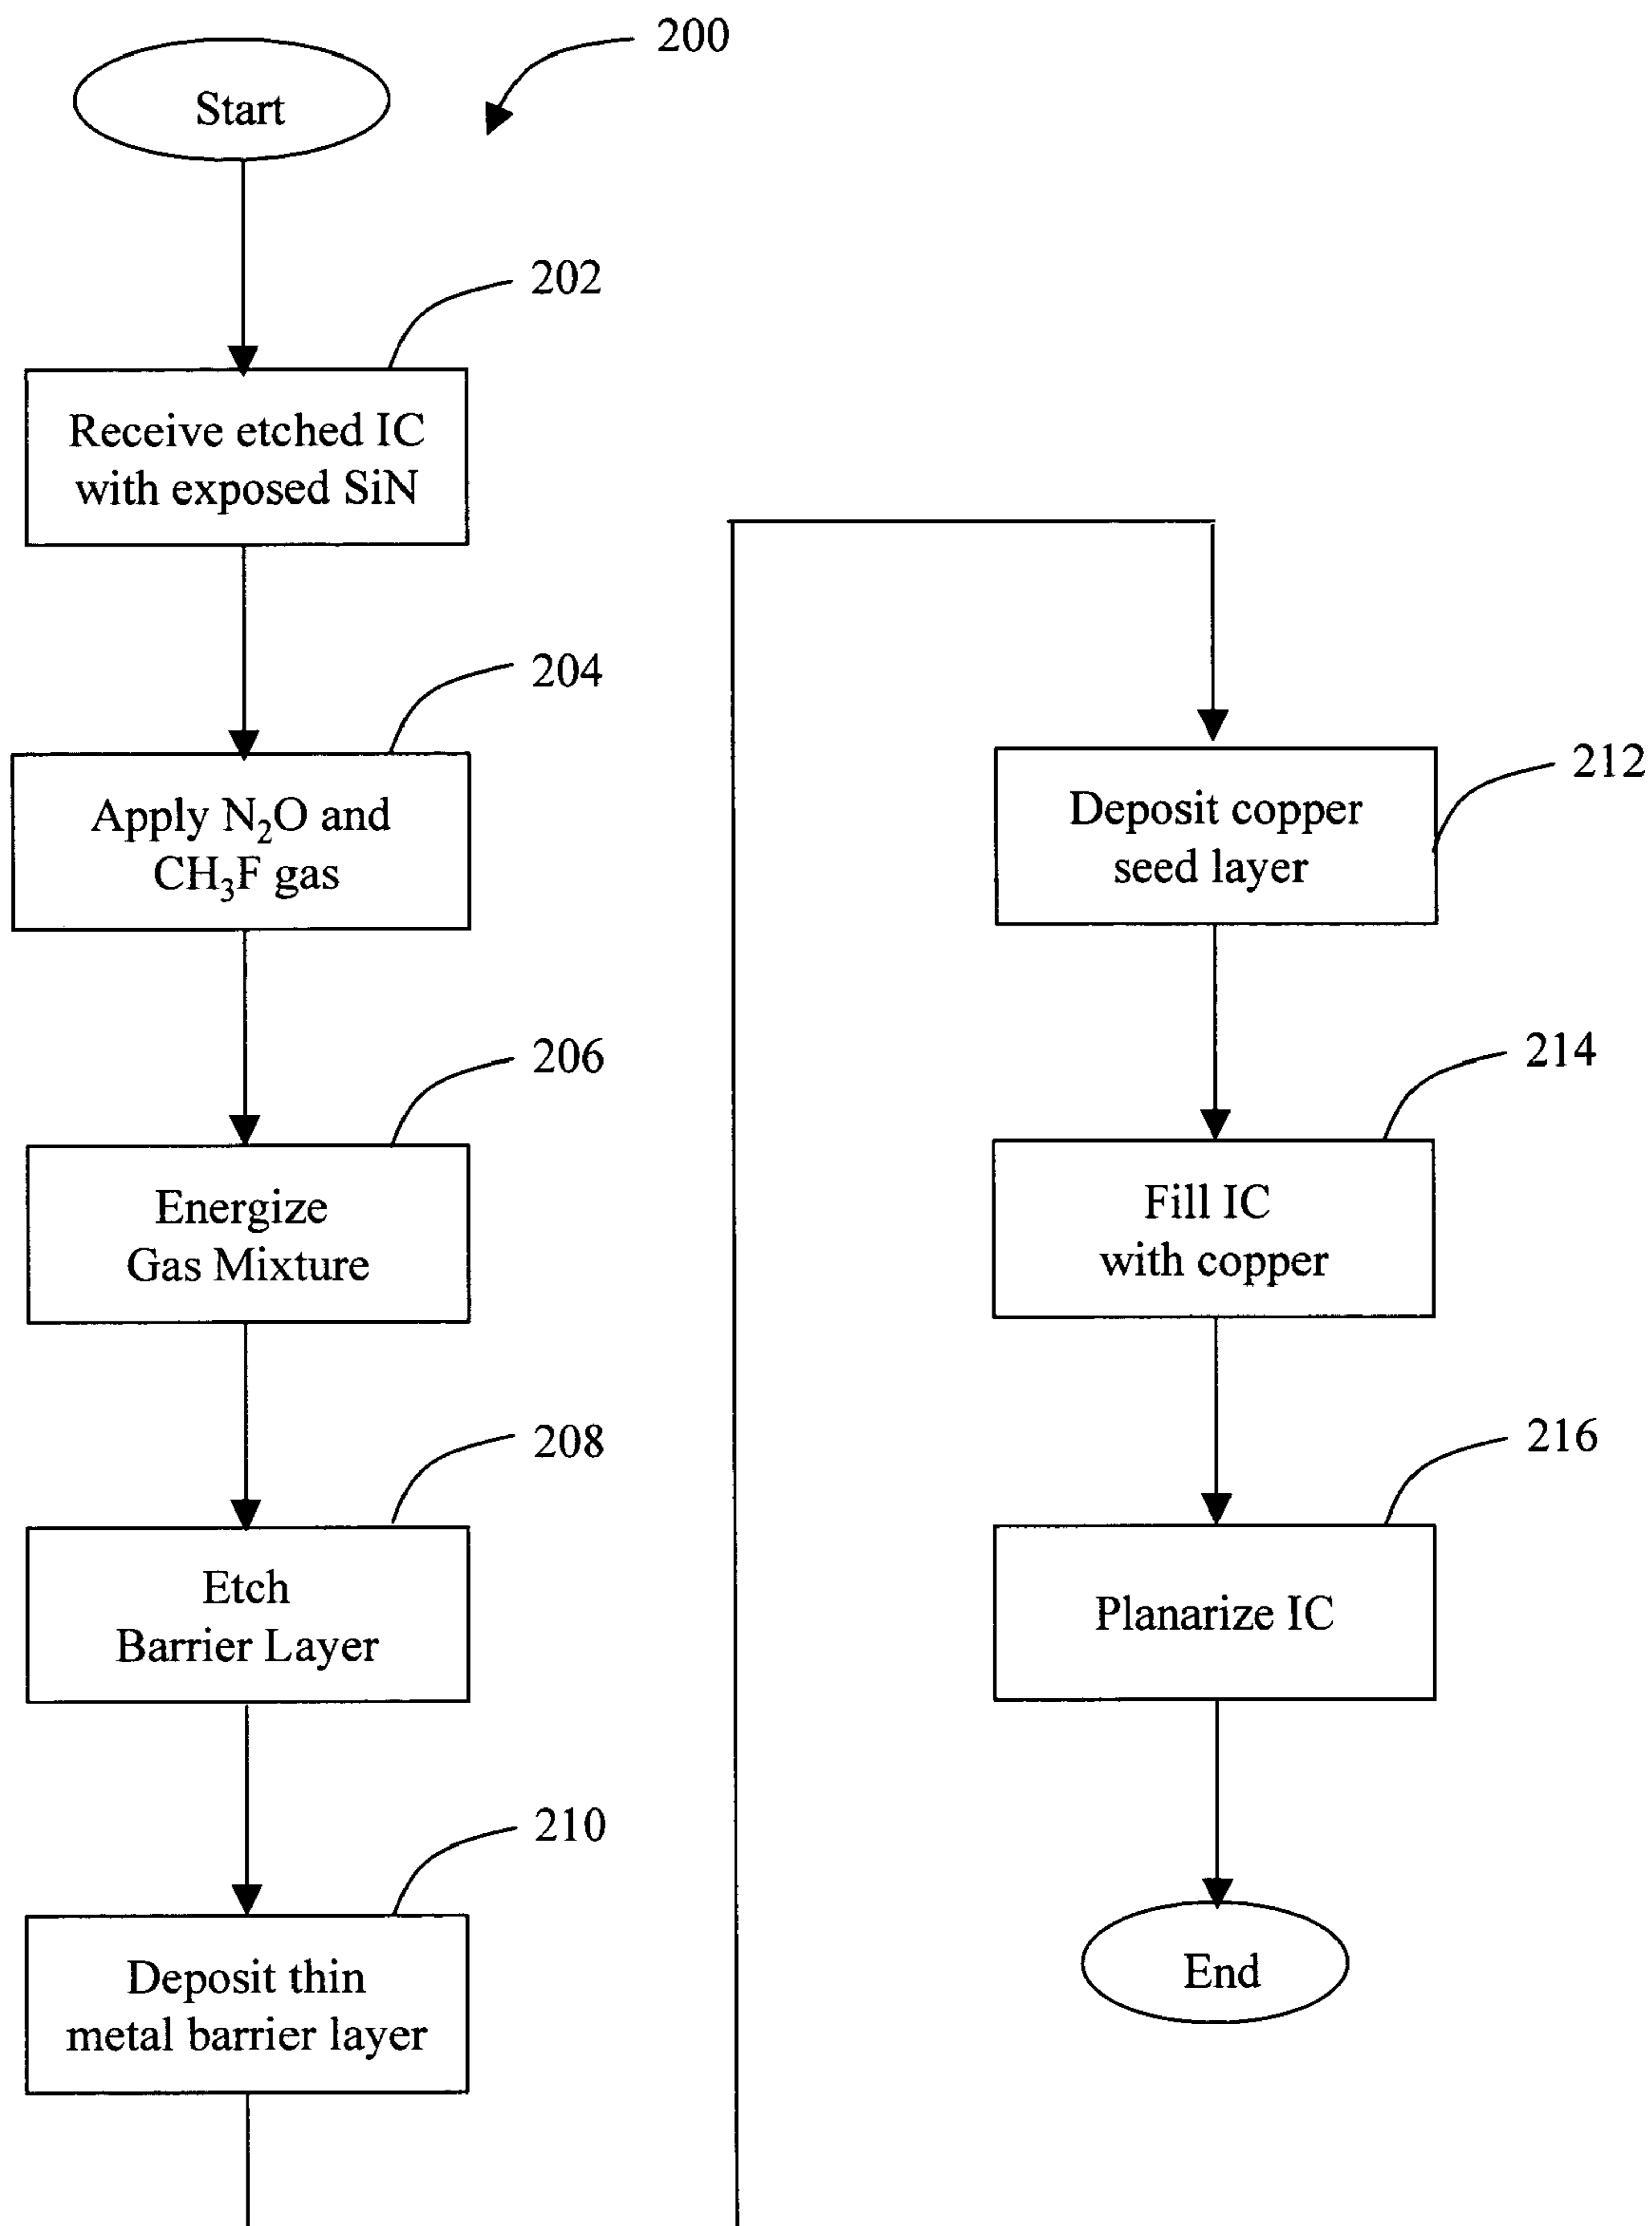 200
Start
202
Receive etched IC
with exposed SiN
204
Apply N₂O and
CH₃F gas
206
Energize
Gas Mixture
208
Etch
Barrier Layer
210
Deposit thin
metal barrier layer
212
Deposit copper
seed layer
214
Fill IC
with copper
216
Planarize IC
End